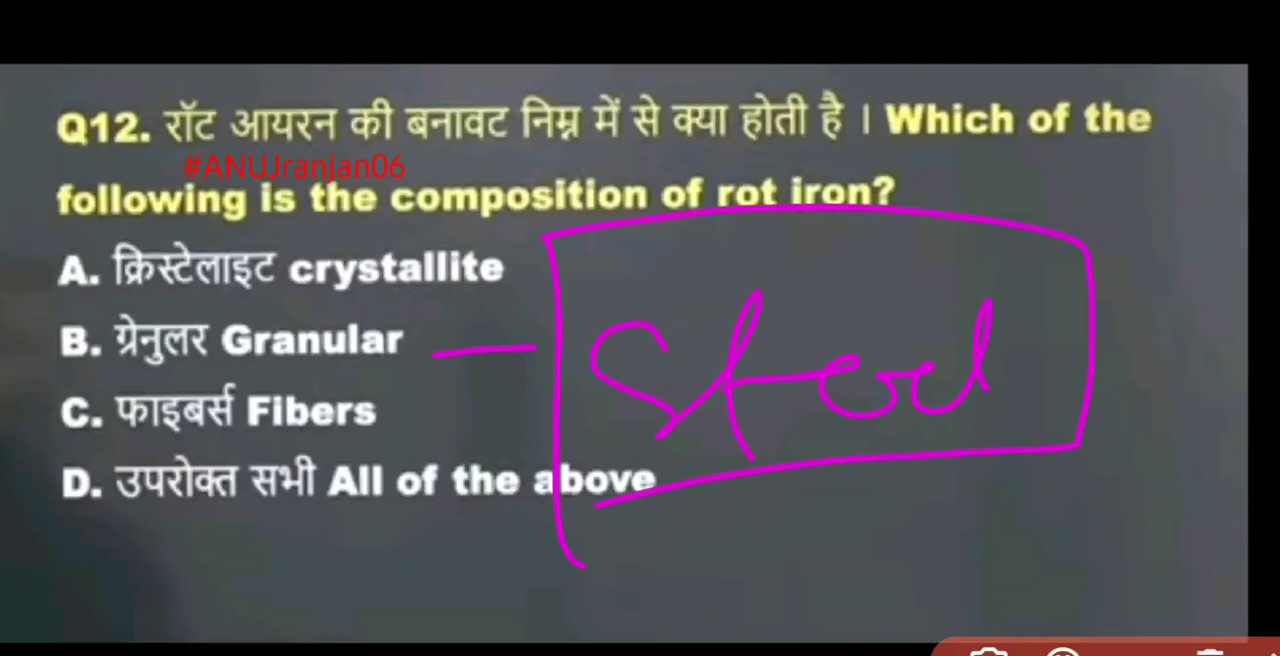 Q12. रॉट आयरन की बनावट निम्न में से क्या होती है । Which of the
#ANUJranjan06
following is the composition of rot iron?
A. क्रिस्टेलाइट crystallite
B. ग्रेनुलर Granular
C. फाइबर्स Fibers
D. उपरोक्त सभी All of the above